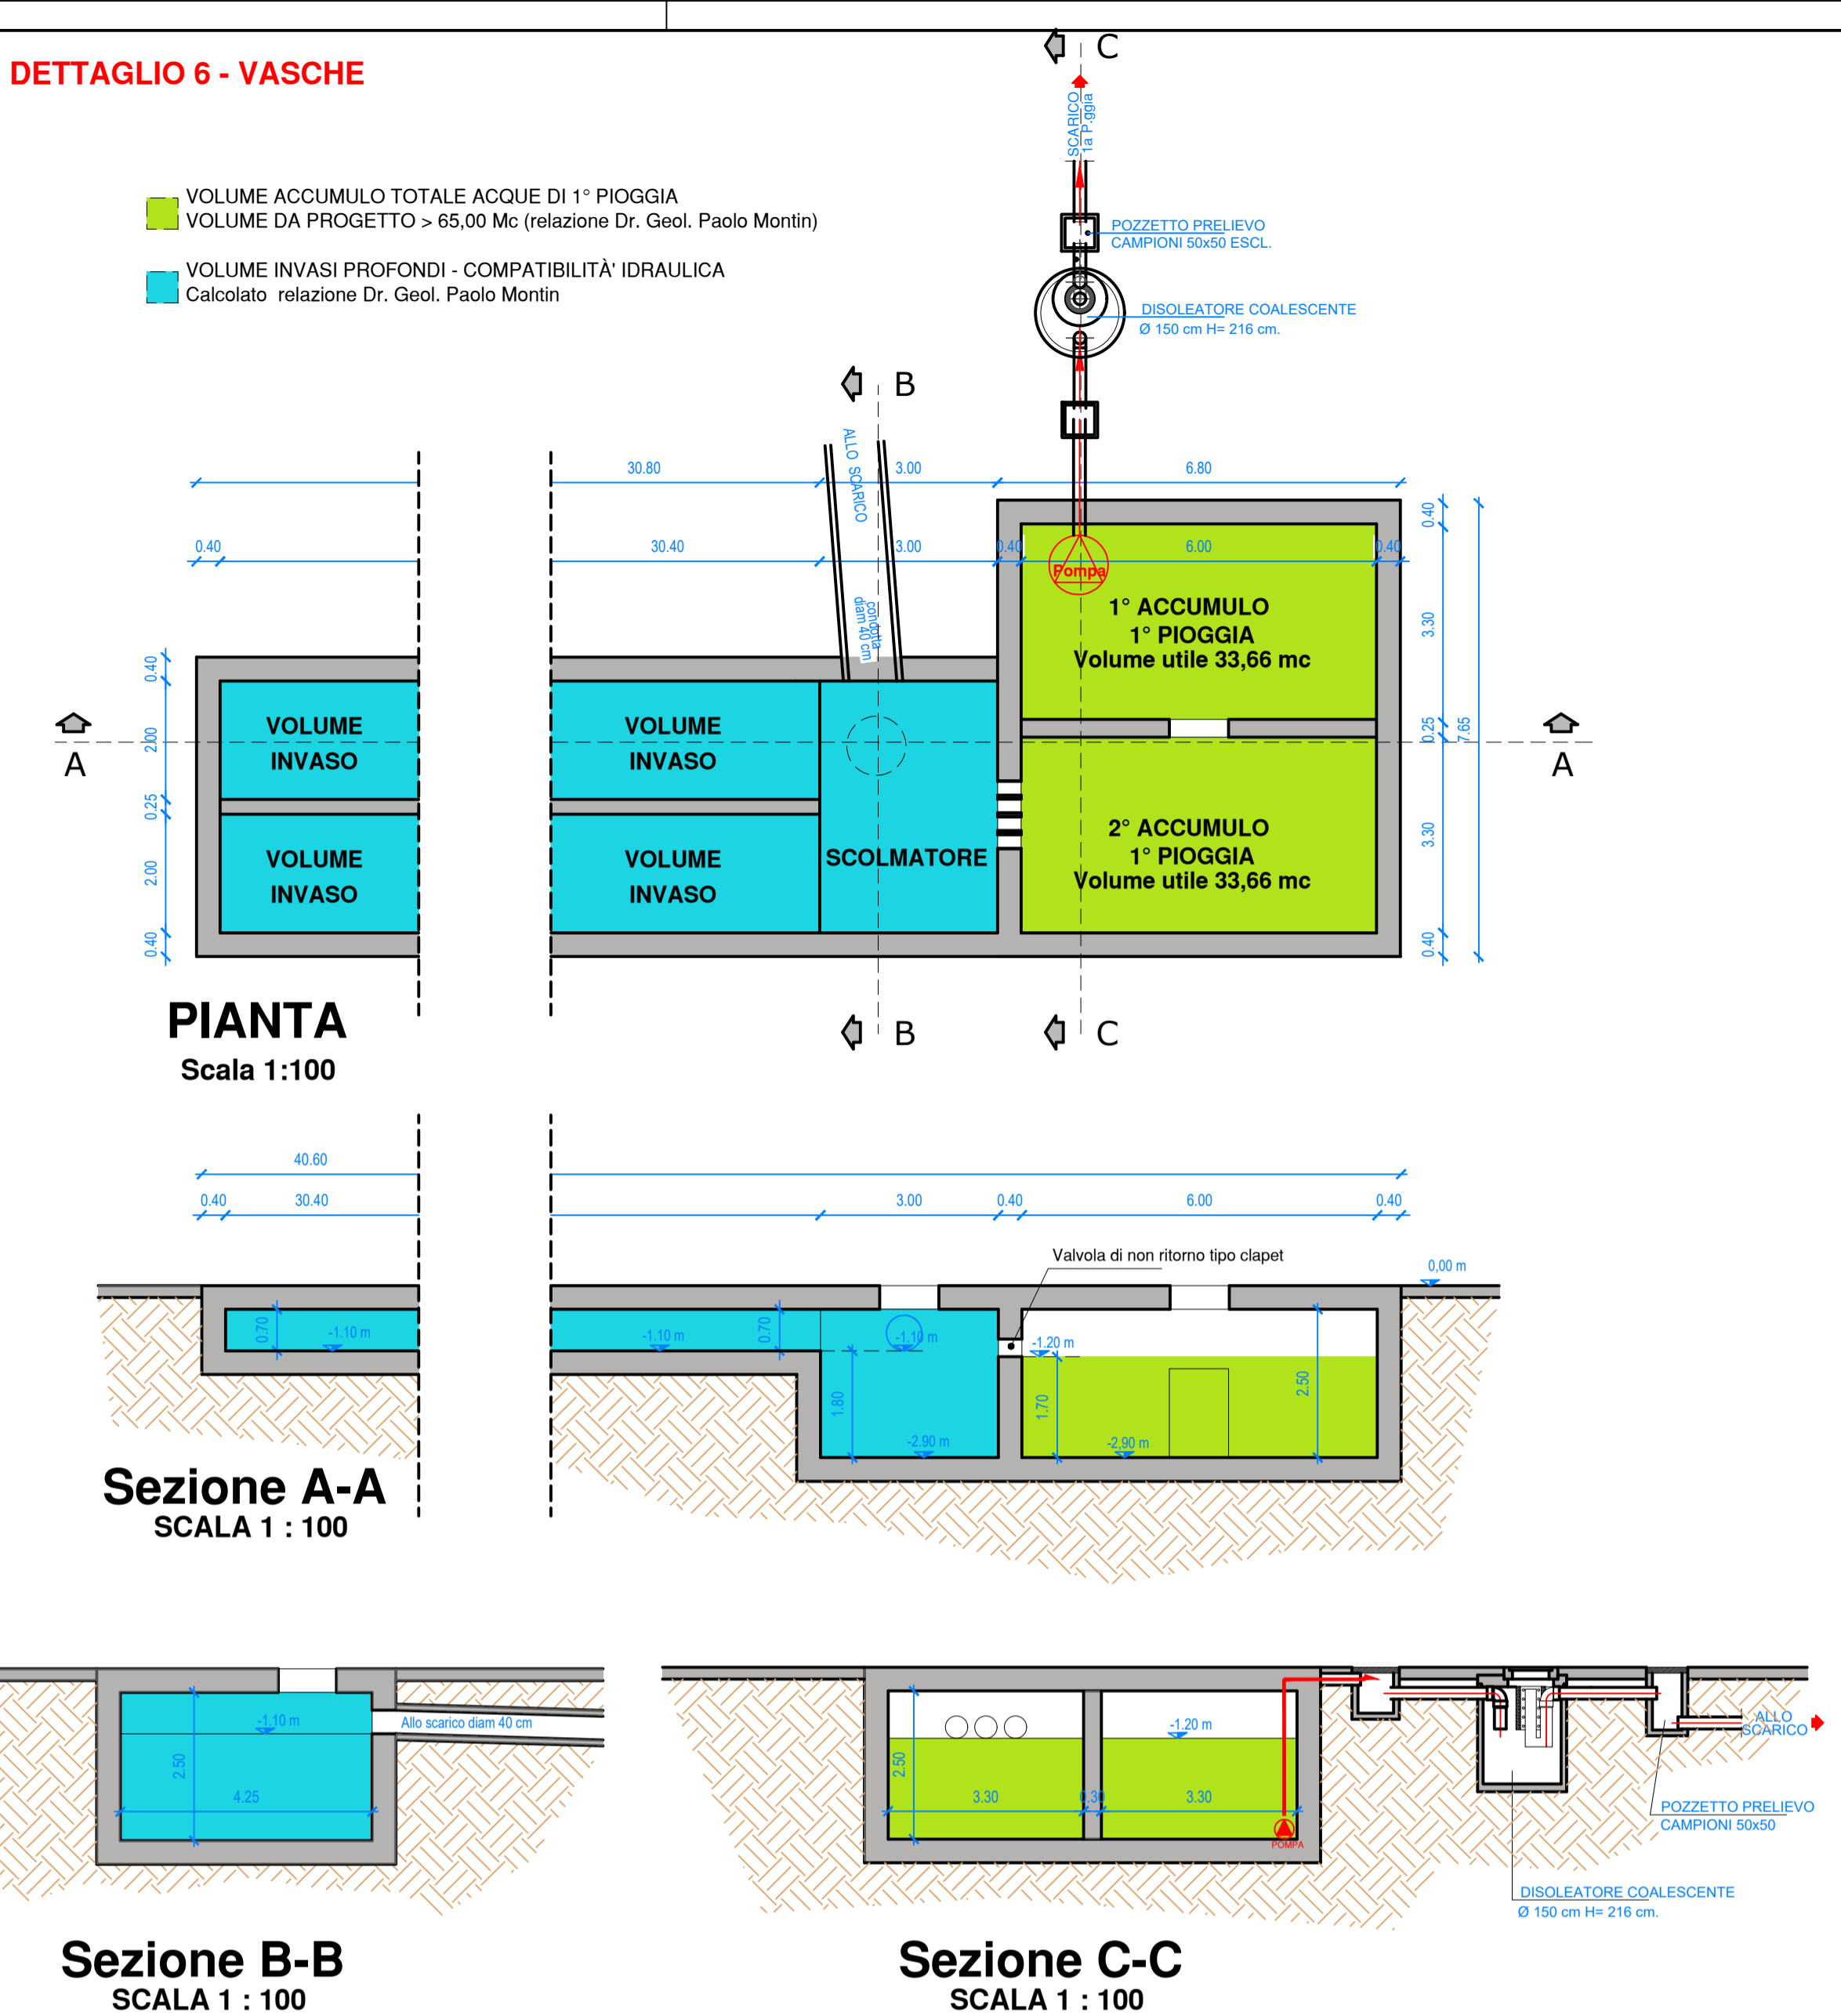 DETTAGLIO 6 - VASCHE
C
SCARICO
1a P.ggia
VOLUME ACCUMULO TOTALE ACQUE DI 1° PIOGGIA
VOLUME DA PROGETTO > 65,00 Mc (relazione Dr. Geol. Paolo Montin)
VOLUME INVASI PROFONDI - COMPATIBILITÀ' IDRAULICA
Calcolato relazione Dr. Geol. Paolo Montin
POZZETTO PRELIEVO
CAMPIONI 50x50 ESCL.
DISOLEATORE COALESCENTE
Ø 150 cm H= 216 cm.
B
ALLO SCARICO
condotta
diam 40 cm
30.80
3.00
6.80
0.40
30.40
3.00
0.40
6.00
0.40
Pompa
1° ACCUMULO
1° PIOGGIA
Volume utile 33,66 mc
0.40
3.30
0.25
7.65
3.30
0.40
0.40
2.00
0.25
2.00
0.40
A
VOLUME
INVASO
VOLUME
INVASO
A
VOLUME
INVASO
VOLUME
INVASO
SCOLMATORE
2° ACCUMULO
1° PIOGGIA
Volume utile 33,66 mc
PIANTA
Scala 1:100
B
C
40.60
0.40
30.40
3.00
0.40
6.00
0.40
Valvola di non ritorno tipo clapet
0,00 m
0.70
-1.10 m
-1.10 m
0.70
-1.10 m
-1.20 m
1.80
1.70
2.50
-2.90 m
-2,90 m
Sezione A-A
SCALA 1 : 100
-1.10 m
Allo scarico diam 40 cm
2.50
4.25
Sezione B-B
SCALA 1 : 100
-1.20 m
2.50
3.30
0.30
3.30
POMPA
ALLO
SCARICO
POZZETTO PRELIEVO
CAMPIONI 50x50
DISOLEATORE COALESCENTE
Ø 150 cm H= 216 cm.
Sezione C-C
SCALA 1 : 100